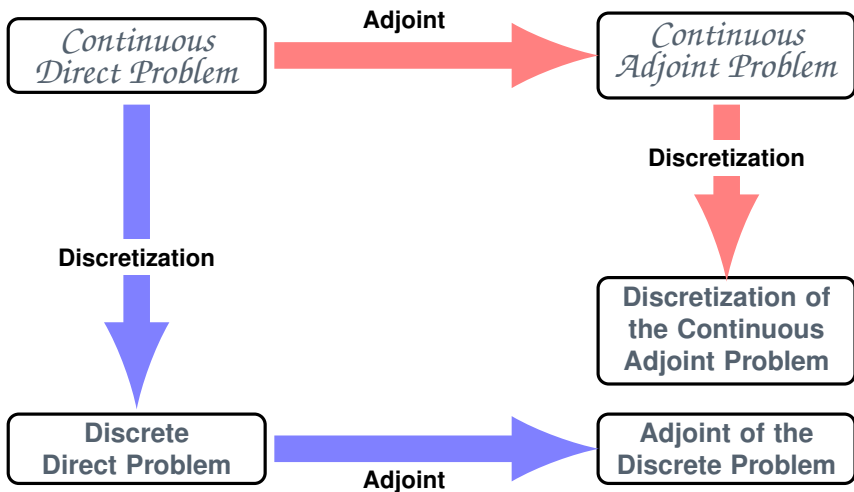 Adjoint
Continuous
Direct Problem
Continuous
Adjoint Problem
Discretization
Discretization
Discretization of
the Continuous
Adjoint Problem
Discrete
Direct Problem
Adjoint of the
Discrete Problem
Adjoint